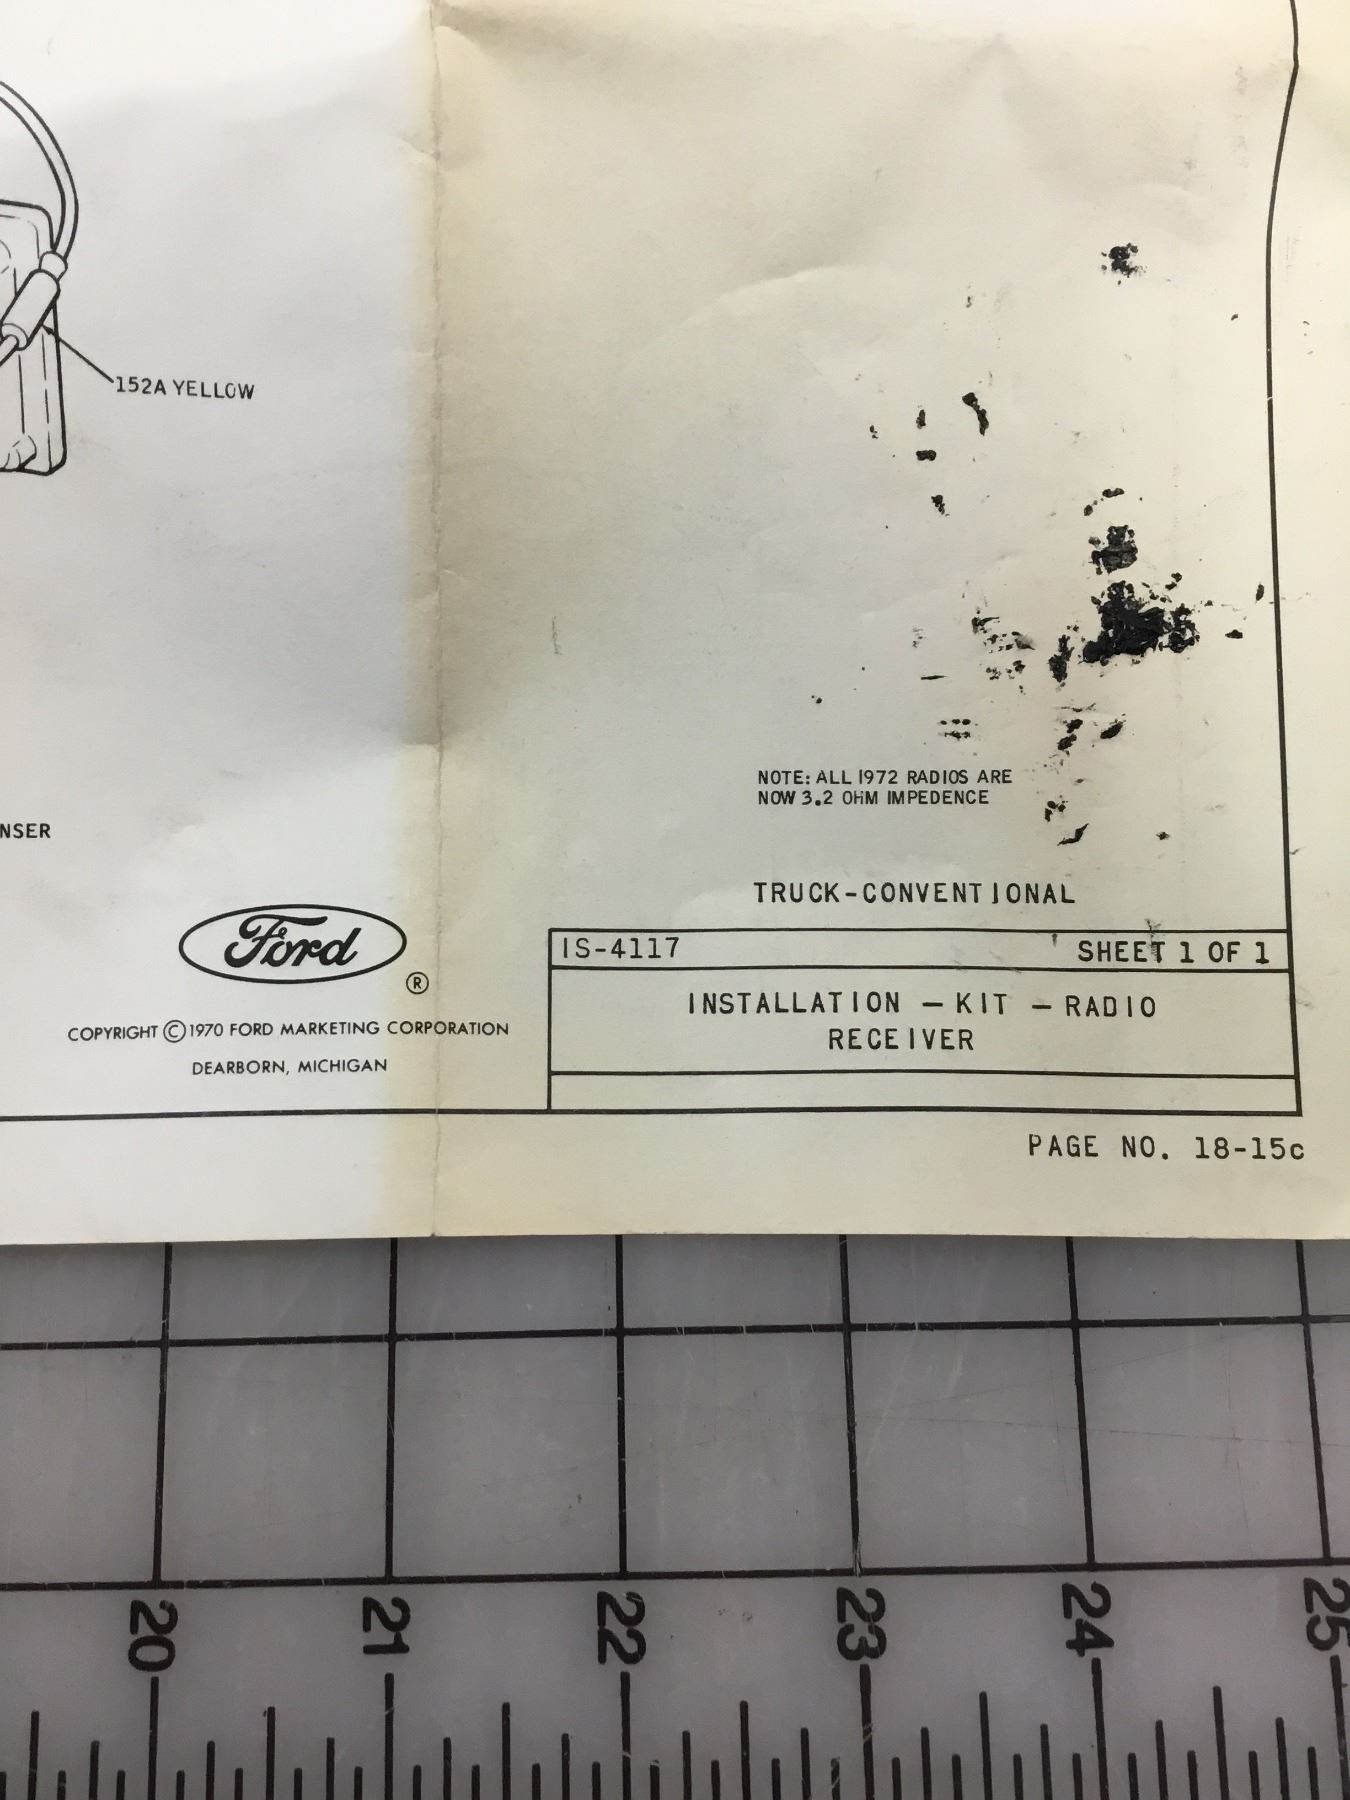 152A YELLOW
NOTE: ALL 1972 RADIOS ARE
NOW 3.2 OHM IMPEDENCE
NSER
TRUCK-CONVENTIONAL
Ford
®
IS-4117 SHEET 1 OF 1
INSTALLATION - KIT - RADIO
RECEIVER
COPYRIGHT © 1970 FORD MARKETING CORPORATION
DEARBORN, MICHIGAN
PAGE NO. 18-15c
20 21 22 23 24 25